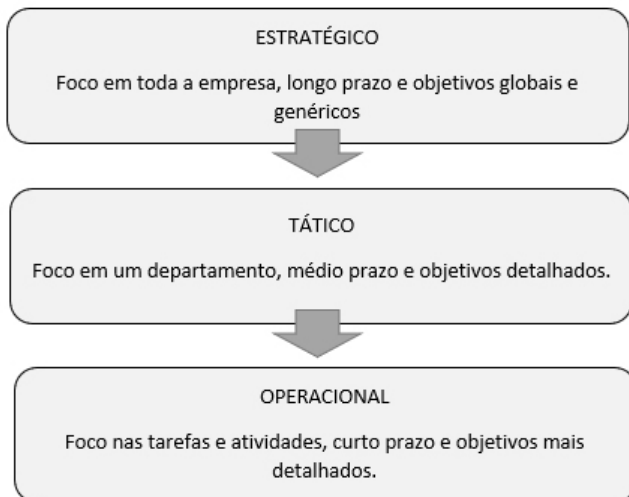 ESTRATÉGICO
Foco em toda a empresa, longo prazo e objetivos globais e
genéricos
TÁTICO
Foco em um departamento, médio prazo e objetivos detalhados.
OPERACIONAL
Foco nas tarefas e atividades, curto prazo e objetivos mais
detalhados.